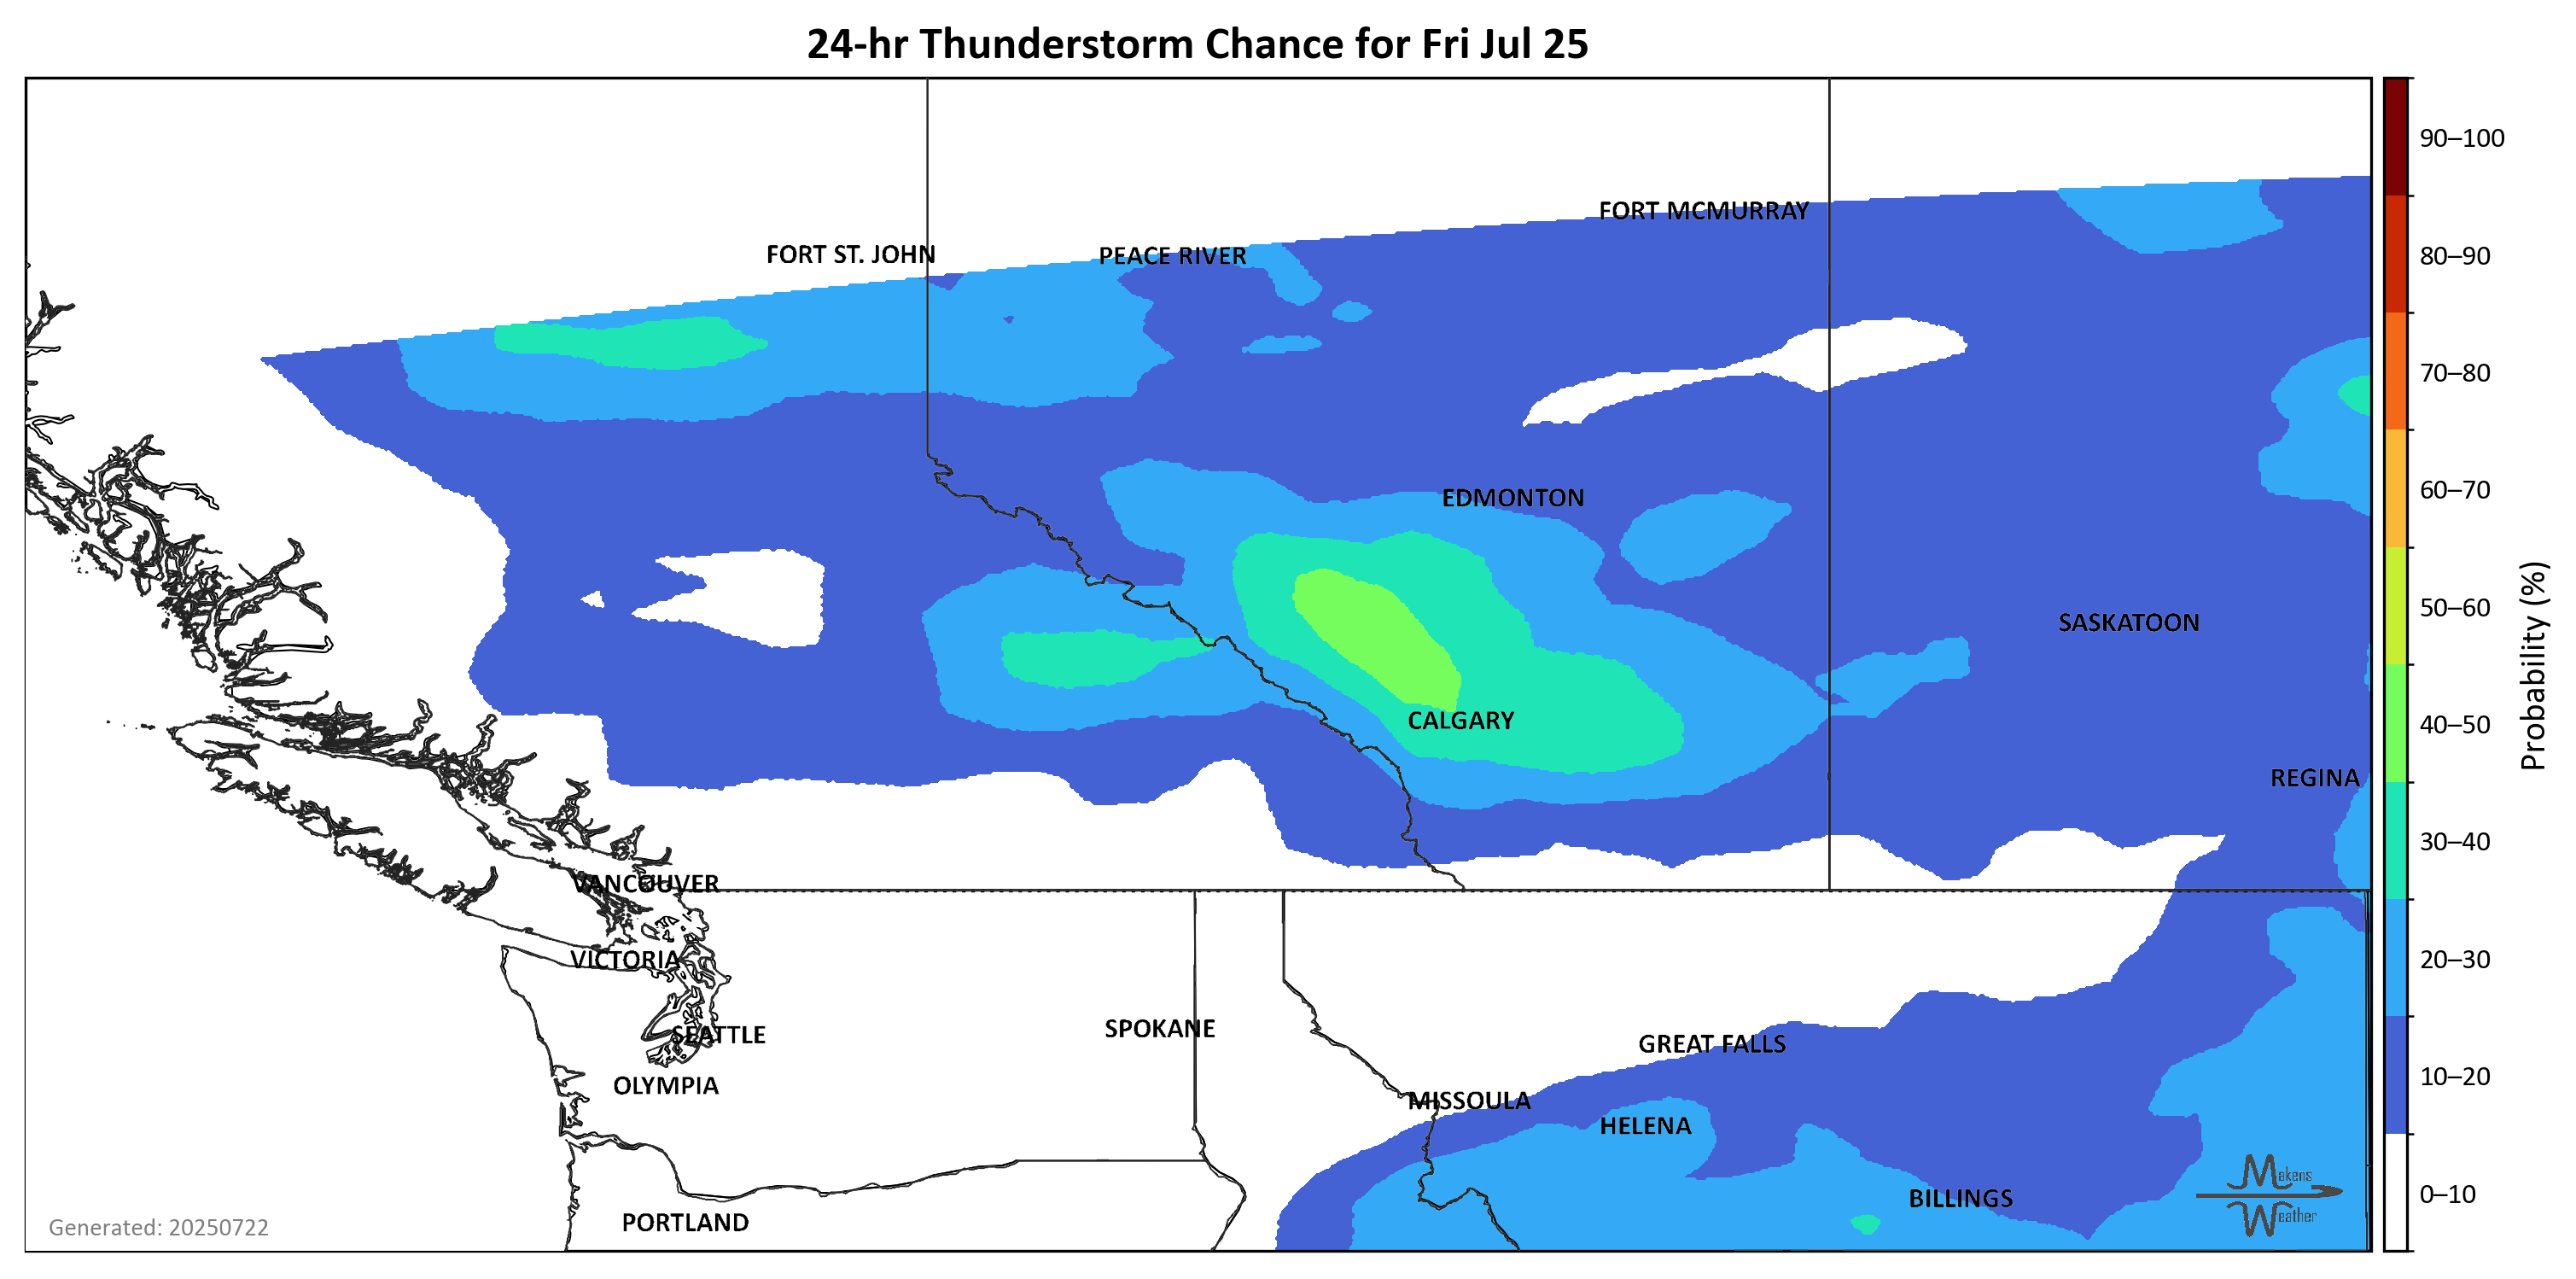 24-hr Thunderstorm Chance for Fri Jul 25
90–100
FORT MCMURRAY
FORT ST. JOHN
PEACE RIVER
80–90
70–80
60–70
EDMONTON
50–60
SASKATOON
CALGARY
40–50
Probability (%)
REGINA
30–40
VANCOUVER
VICTORIA
20–30
SPOKANE
SEATTLE
GREAT FALLS
OLYMPIA
10–20
MISSOULA
HELENA
Makens
Weather
BILLINGS
0–10
PORTLAND
Generated: 20250722